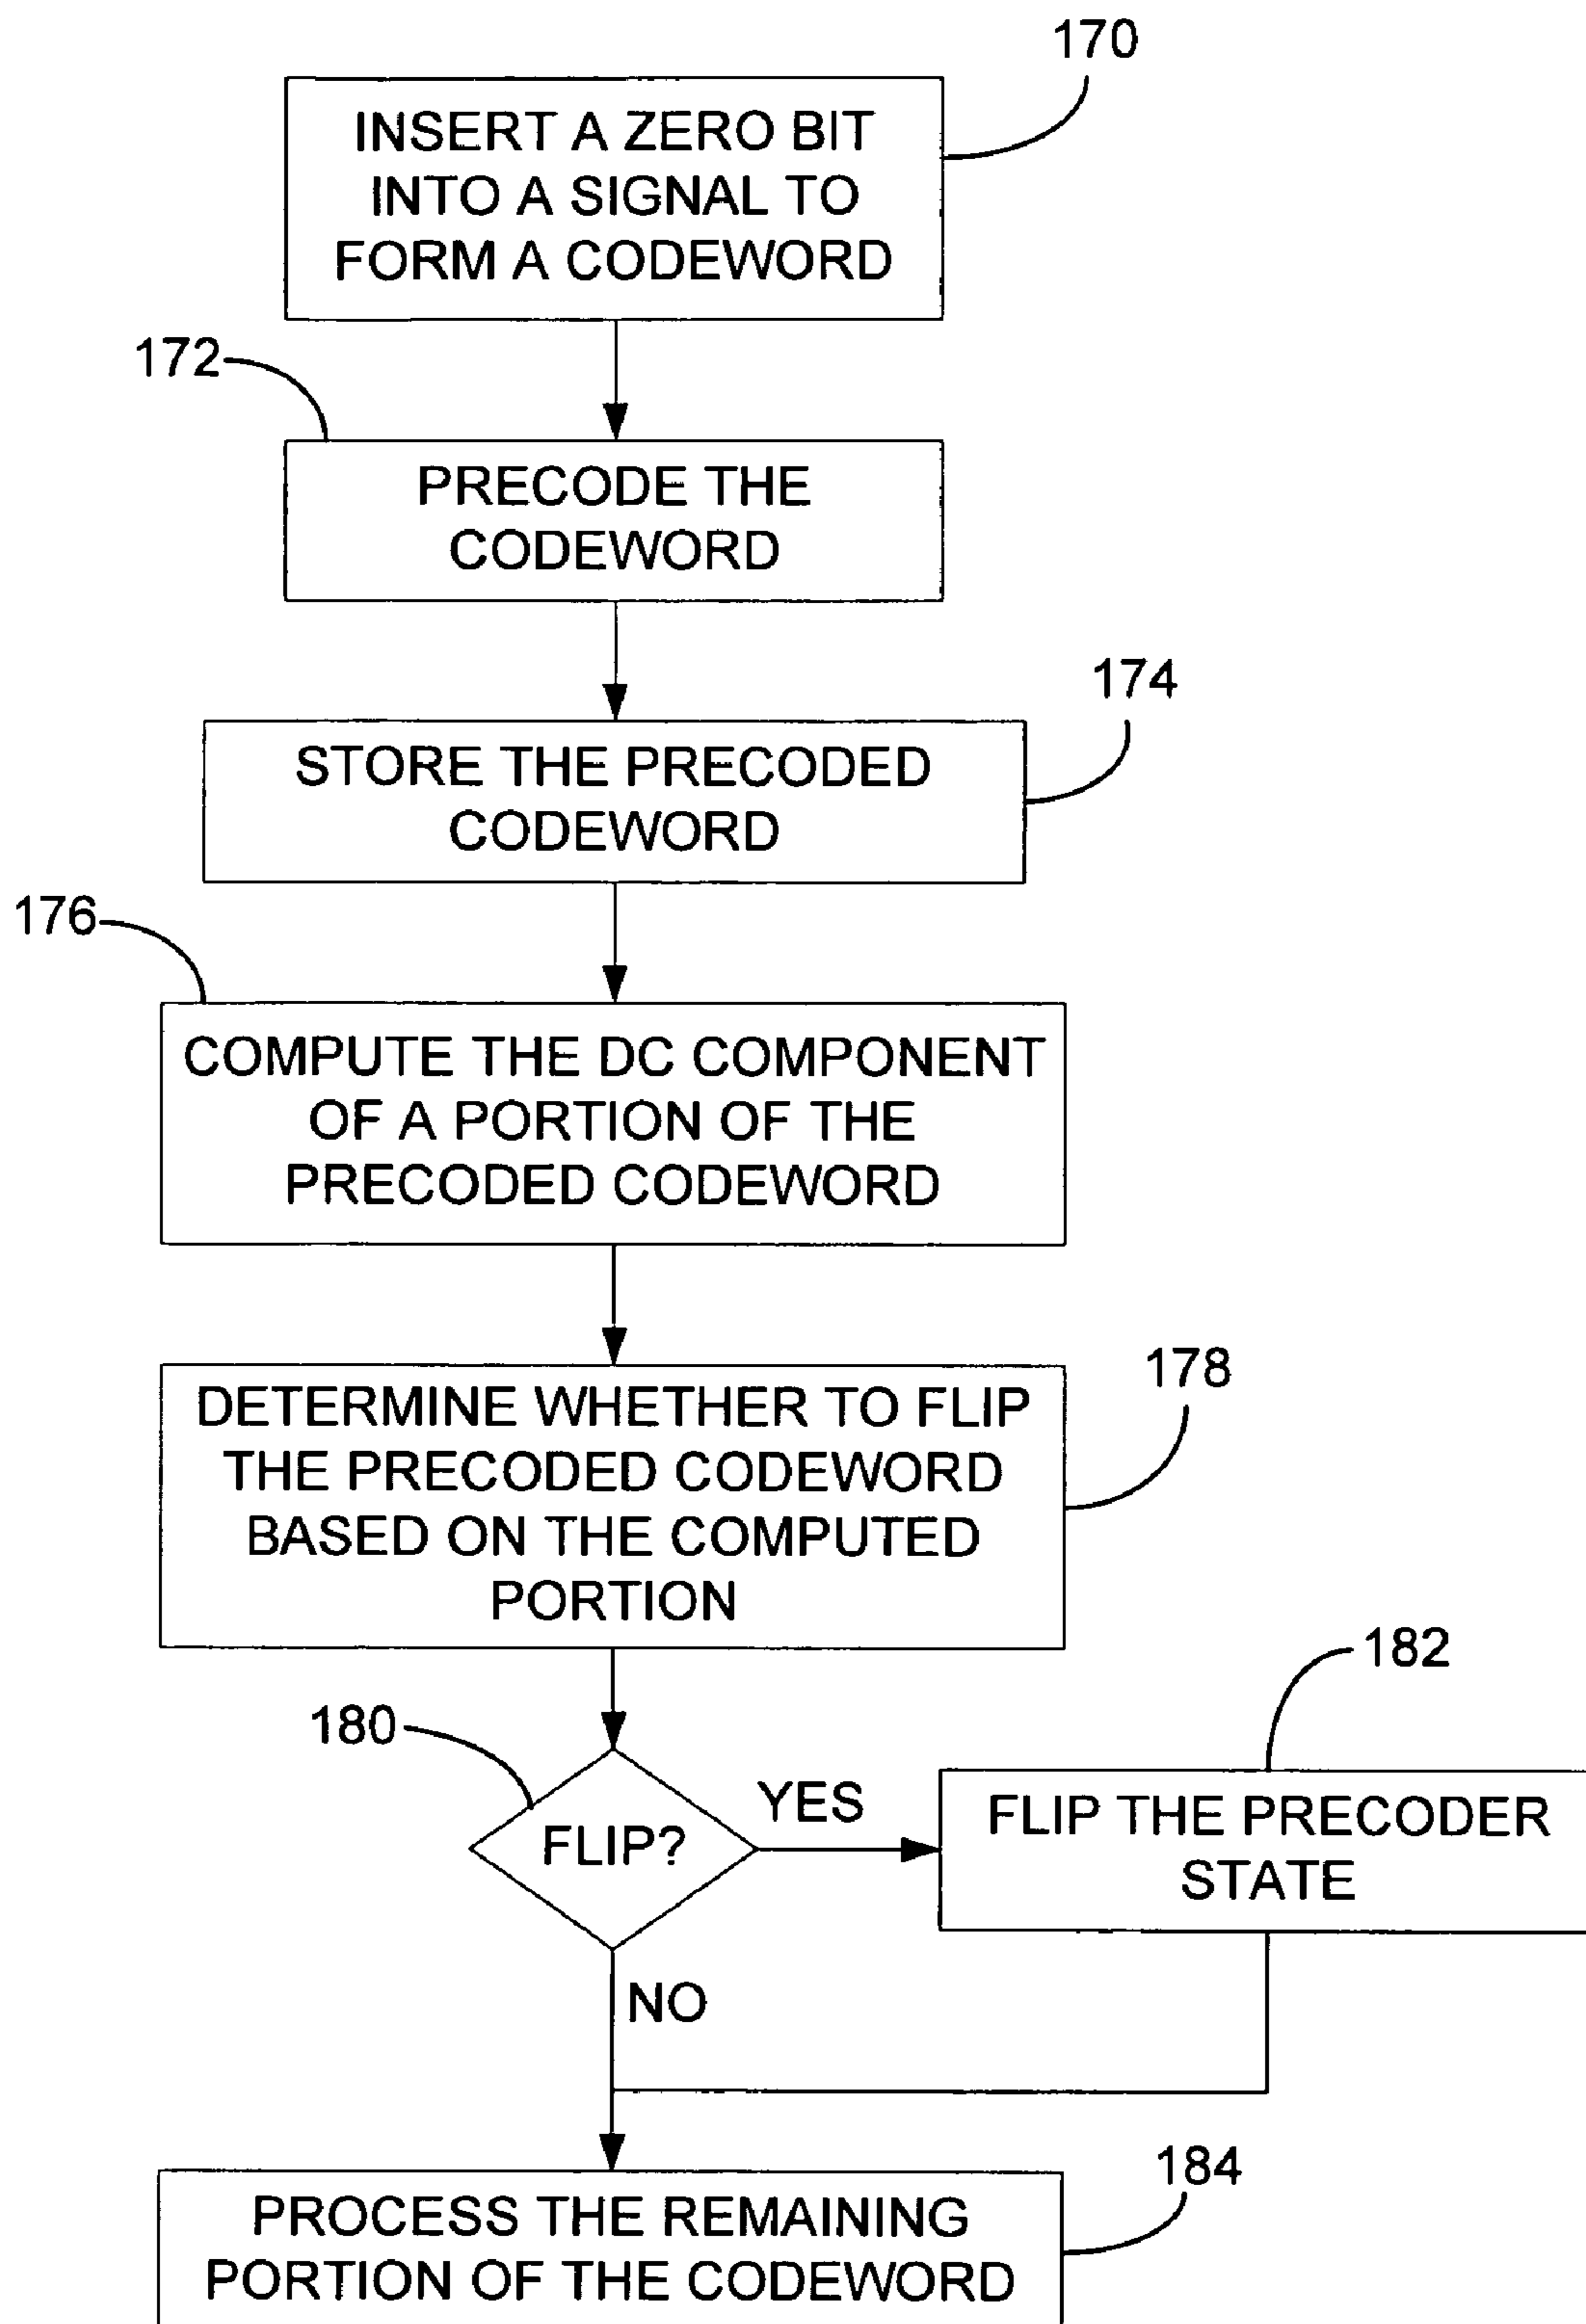 170
INSERT A ZERO BIT
INTO A SIGNAL TO
FORM A CODEWORD
172
PRECODE THE
CODEWORD
174
STORE THE PRECODED
CODEWORD
176
COMPUTE THE DC COMPONENT
OF A PORTION OF THE
PRECODED CODEWORD
178
DETERMINE WHETHER TO FLIP
THE PRECODED CODEWORD
BASED ON THE COMPUTED
PORTION
182
180
YES
FLIP?
FLIP THE PRECODER
STATE
NO
184
PROCESS THE REMAINING
PORTION OF THE CODEWORD